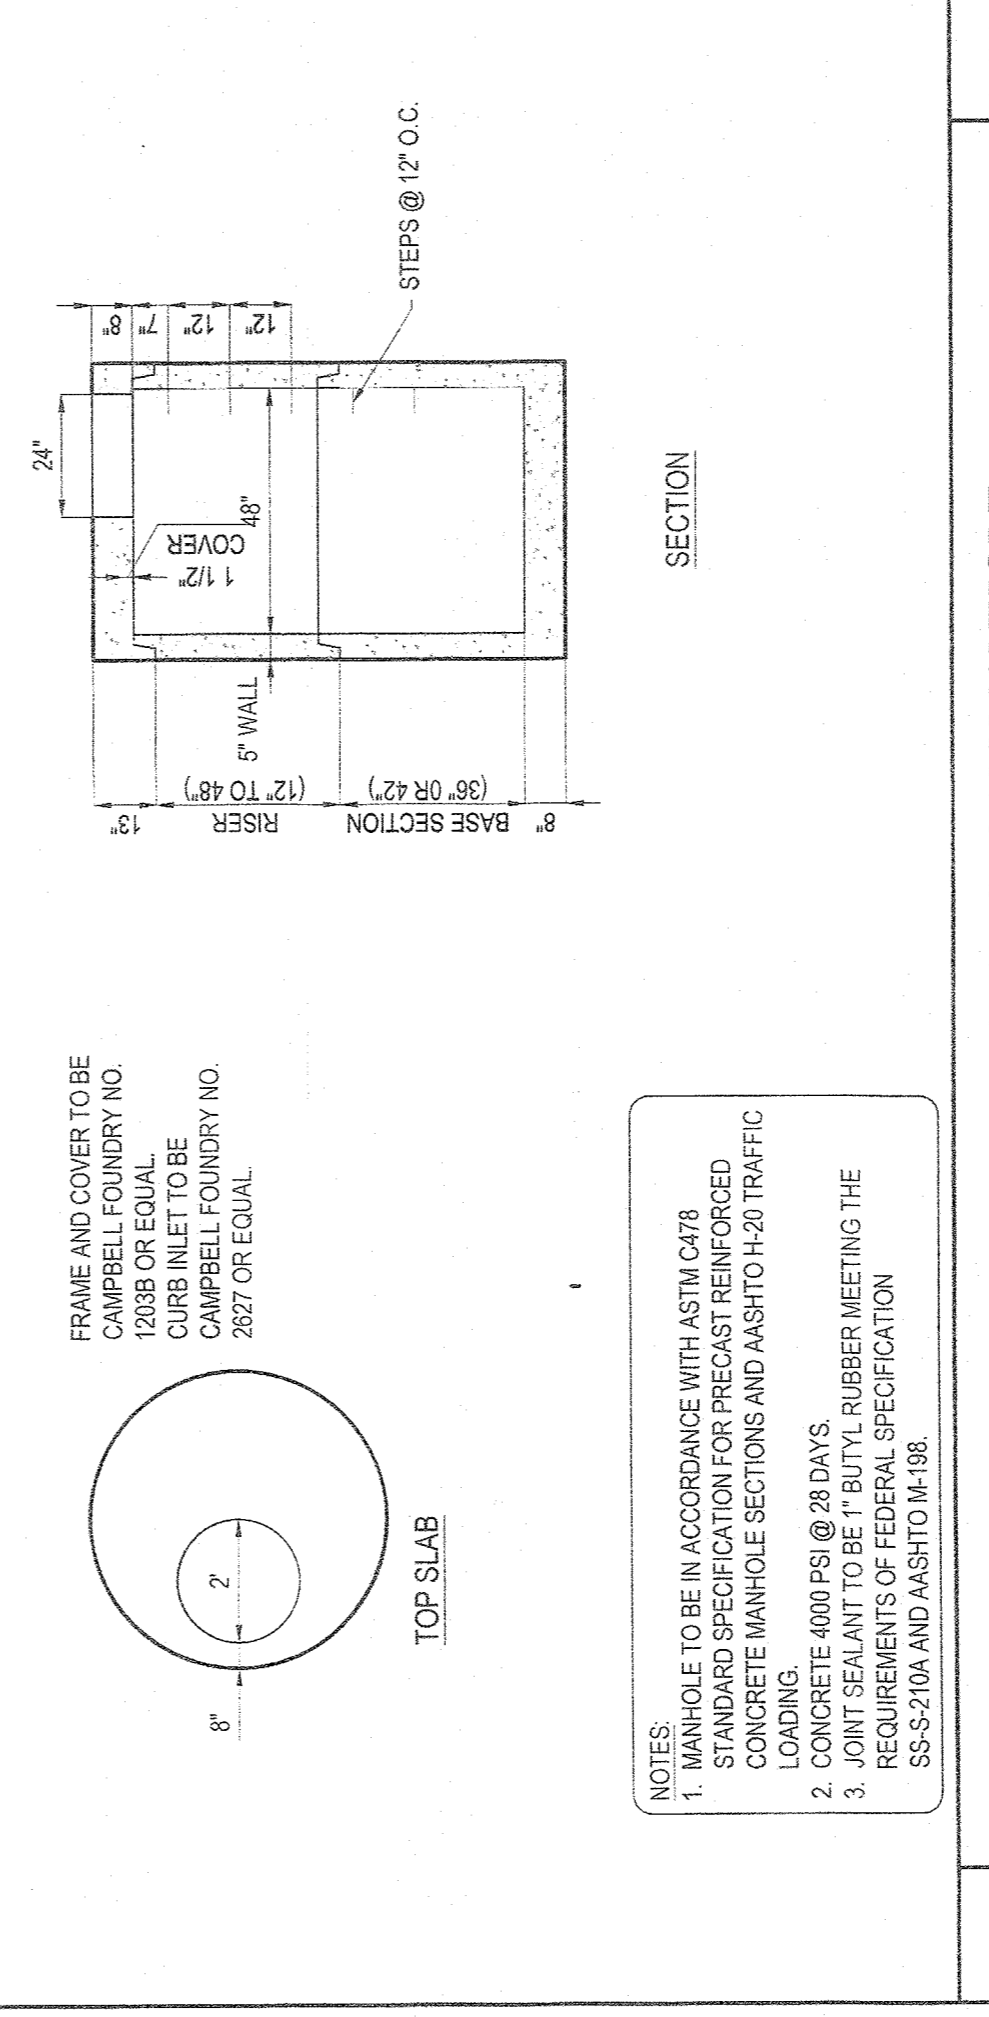 FRAME AND COVER TO BE
CAMPBELL FOUNDRY NO.
1203B OR EQUAL.
CURB INLET TO BE
CAMPBELL FOUNDRY NO.
2627 OR EQUAL.
8"
2'
TOP SLAB
24"
1 1/2"
COVER
48"
5" WALL
13"
RISER
(12" TO 48")
BASE SECTION
(36" OR 42")
8"
8"
7"
12"
12"
STEPS @ 12" O.C.
SECTION
NOTES:
1. MANHOLE TO BE IN ACCORDANCE WITH ASTM C478
STANDARD SPECIFICATION FOR PRECAST REINFORCED
CONCRETE MANHOLE SECTIONS AND AASHTO H-20 TRAFFIC
LOADING.
2. CONCRETE 4000 PSI @ 28 DAYS.
3. JOINT SEALANT TO BE 1" BUTYL RUBBER MEETING THE
REQUIREMENTS OF FEDERAL SPECIFICATION
SS-S-210A AND AASHTO M-198.